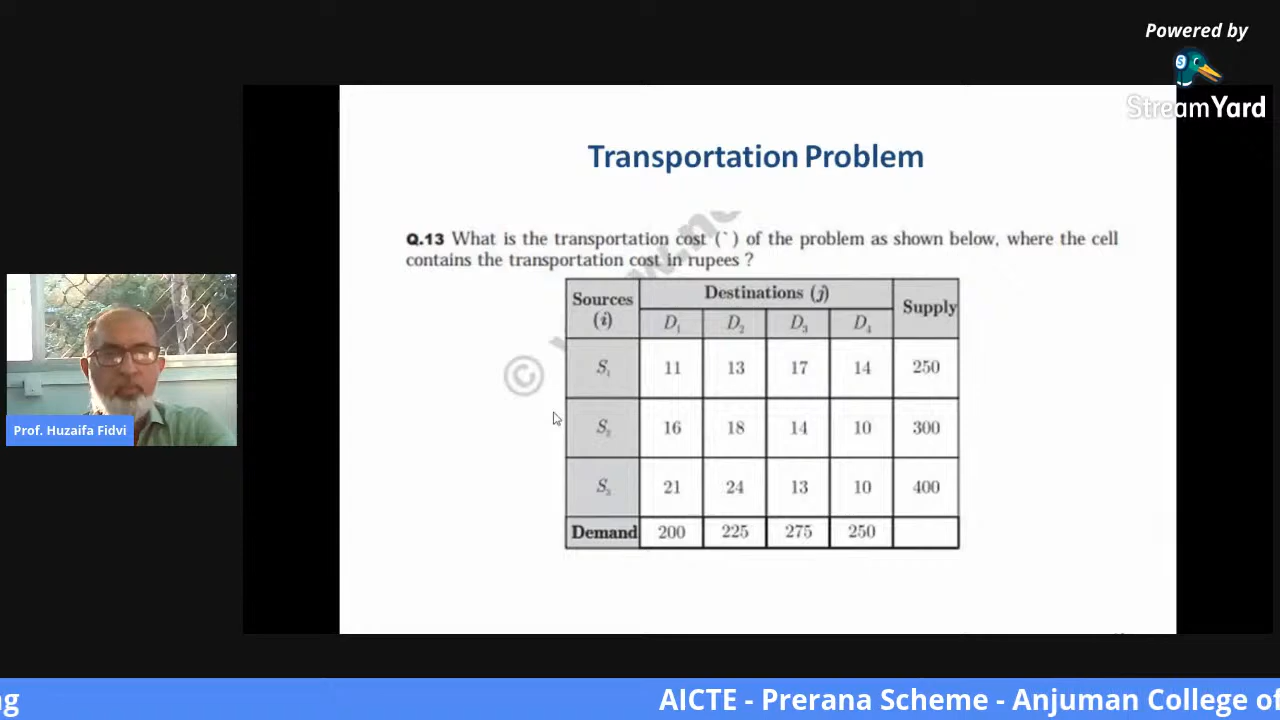 Powered by
StreamYard
Transportation Problem
Q.13 What is the transportation cost (`) of the problem as shown below, where the cell
contains the transportation cost in rupees ?
Sources (i) Destinations (j) Supply
D₁ D₂ D₃ D₄
S₁ 11 13 17 14 250
S₂ 16 18 14 10 300
S₃ 21 24 13 10 400
Demand 200 225 275 250
©
Prof. Huzaifa Fidvi
ng AICTE - Prerana Scheme - Anjuman College of